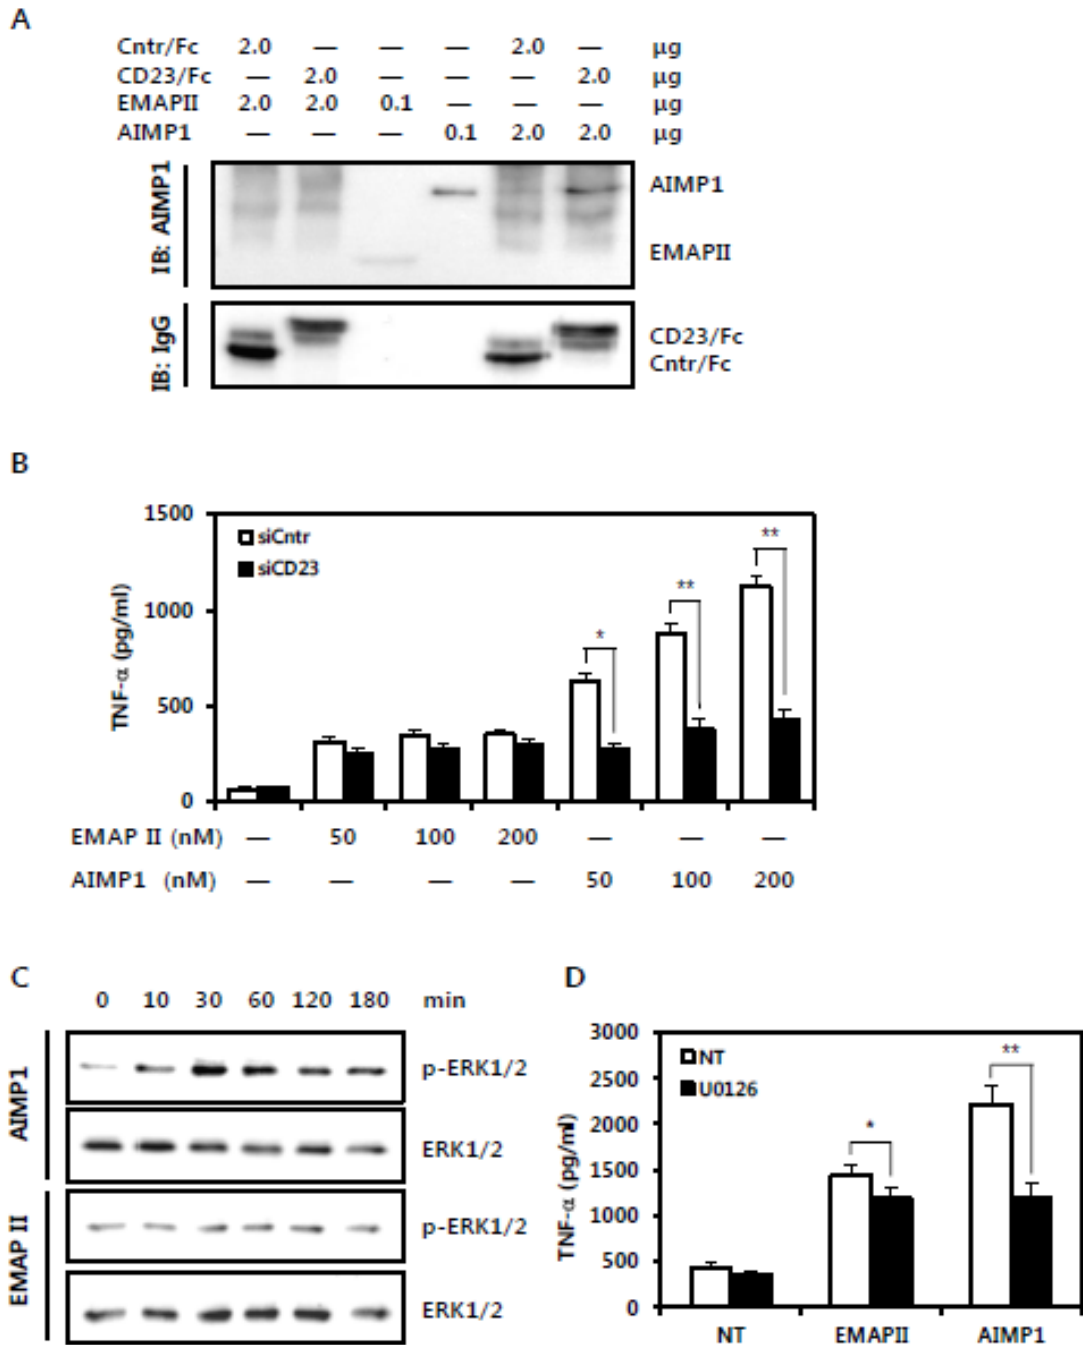 A
Cntr/Fc 2.0 — — — 2.0 — μg
CD23/Fc — 2.0 — — — 2.0 μg
EMAPII 2.0 2.0 0.1 — — — μg
AIMP1 — — — 0.1 2.0 2.0 μg
IB: AIMP1
AIMP1
EMAPII
IB: IgG
CD23/Fc
Cntr/Fc
B
TNF-α (pg/ml)
1500
1000
500
0
siCntr
siCD23
*
**
**
EMAP II (nM) — 50 100 200 — — —
AIMP1 (nM) — — — — 50 100 200
C
0 10 30 60 120 180 min
AIMP1
p-ERK1/2
ERK1/2
EMAP II
p-ERK1/2
ERK1/2
D
TNF-α (pg/ml)
3000
2500
2000
1500
1000
500
0
NT
U0126
*
**
NT EMAPII AIMP1